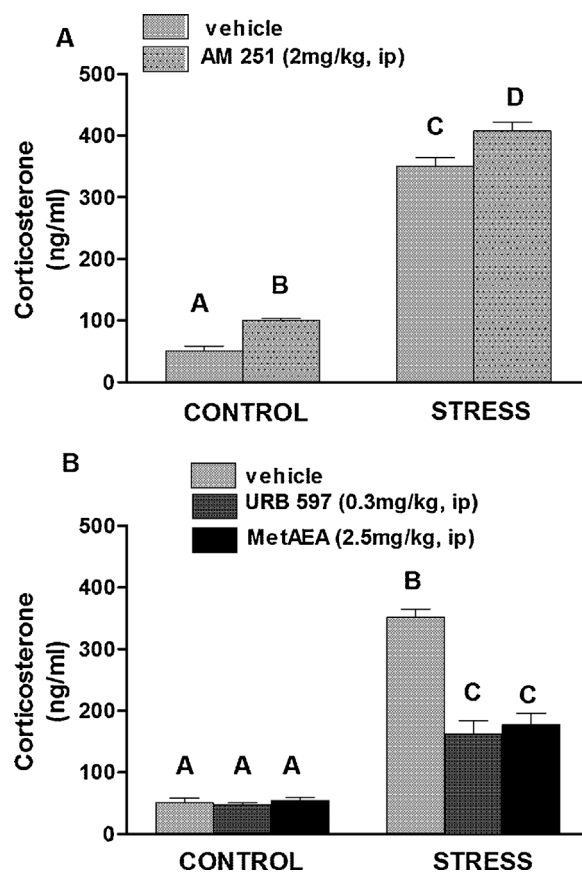 A
vehicle
AM 251 (2mg/kg, ip)
Corticosterone
(ng/ml)
500
400
300
200
100
0
A
B
C
D
CONTROL
STRESS
B
vehicle
URB 597 (0.3mg/kg, ip)
MetAEA (2.5mg/kg, ip)
Corticosterone
(ng/ml)
500
400
300
200
100
0
A A A
B
C C
CONTROL
STRESS